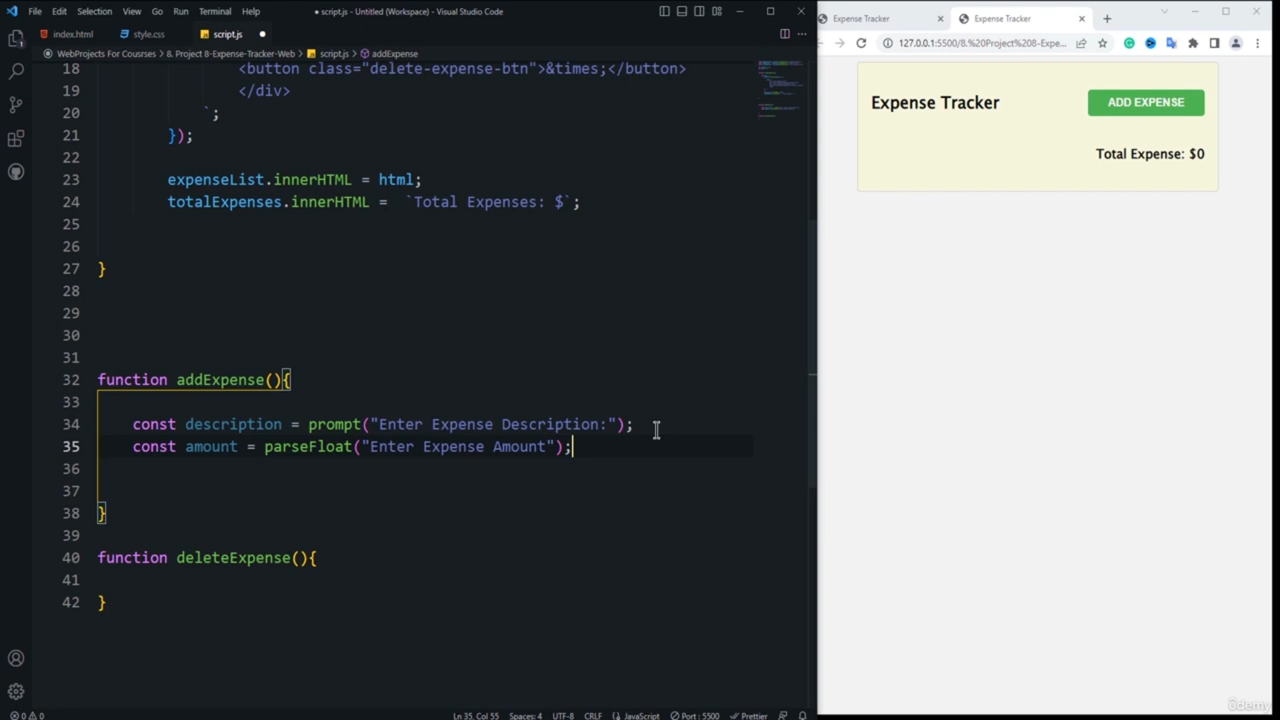 File Edit Selection View Go Run Terminal Help
● script.js - Untitled (Workspace) - Visual Studio Code
index.html style.css script.js
WebProjects For Coursres > 8. Project 8-Expense-Tracker-Web > script.js > addExpense
18 <button class="delete-expense-btn">&times;</button>
19 </div>
20 `;
21 });
22
23 expenseList.innerHTML = html;
24 totalExpenses.innerHTML = `Total Expenses: $`;
25
26
27 }
28
29
30
31
32 function addExpense(){
33
34 const description = prompt("Enter Expense Description:");
35 const amount = parseFloat("Enter Expense Amount");
36
37
38 }
39
40 function deleteExpense(){
41
42 }
0 0 Ln 35, Col 55 Spaces: 4 UTF-8 CRLF JavaScript Port : 5500 Prettier
Expense Tracker Expense Tracker
127.0.0.1:5500/8.%20Project%208-Expe...
Expense Tracker ADD EXPENSE
Total Expense: $0
ûdemy